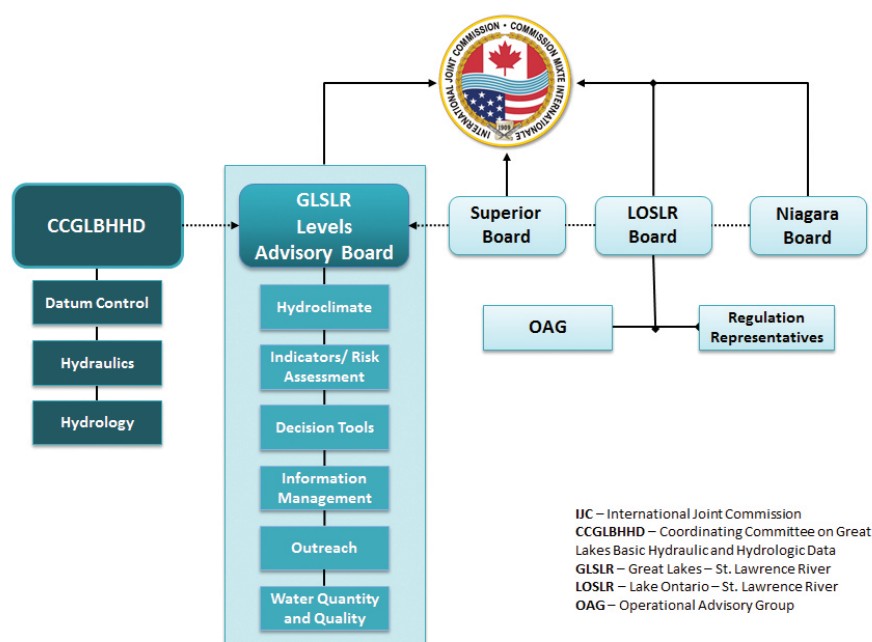 INTERNATIONAL JOINT COMMISSION • COMMISSION MIXTE INTERNATIONALE •
1909
CCGLBHHD
GLSLR
Levels
Advisory Board
Superior
Board
LOSLR
Board
Niagara
Board
Datum Control
Hydraulics
Hydrology
Hydroclimate
Indicators/ Risk
Assessment
Decision Tools
Information
Management
Outreach
Water Quantity
and Quality
OAG
Regulation
Representatives
IJC – International Joint Commission
CCGLBHHD – Coordinating Committee on Great
Lakes Basic Hydraulic and Hydrologic Data
GLSLR – Great Lakes – St. Lawrence River
LOSLR – Lake Ontario – St. Lawrence River
OAG – Operational Advisory Group